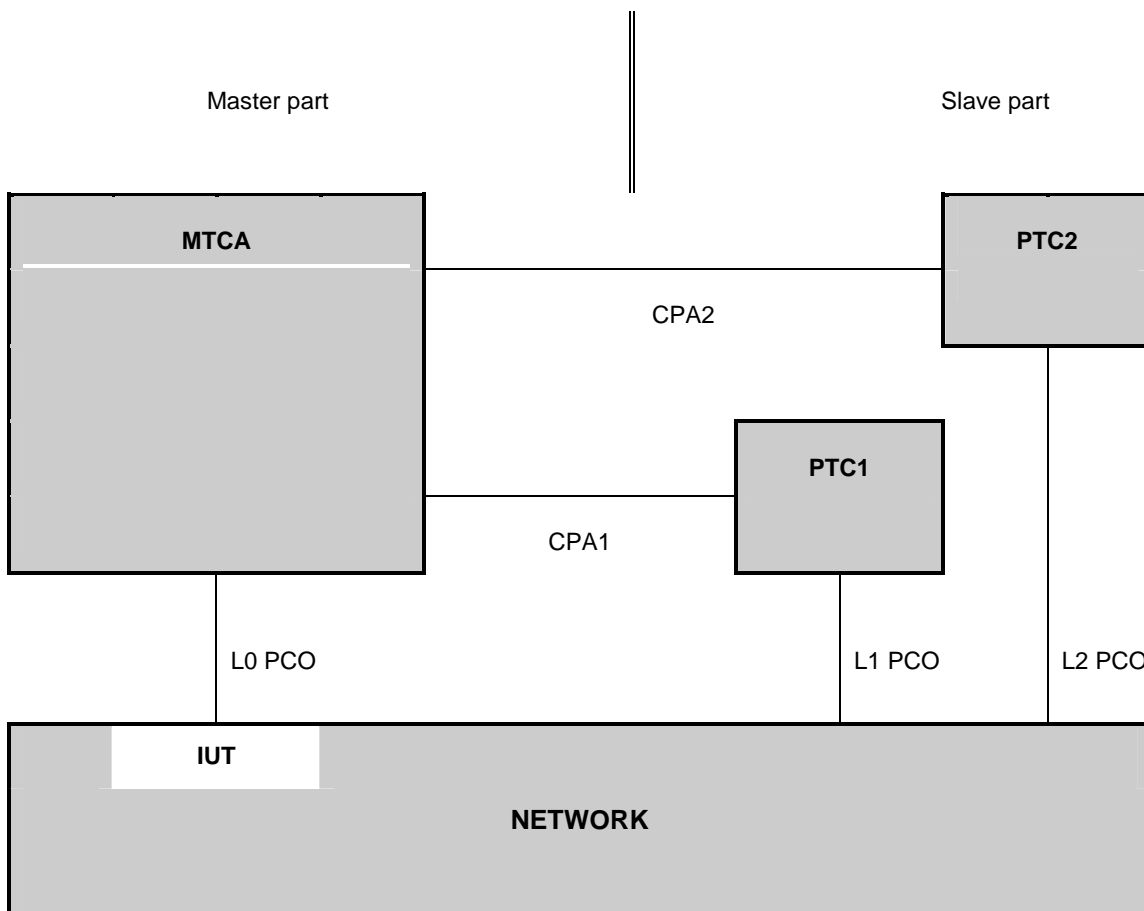 Master part
Slave part
MTCA
PTC2
CPA2
PTC1
CPA1
L0 PCO
L1 PCO
L2 PCO
IUT
NETWORK